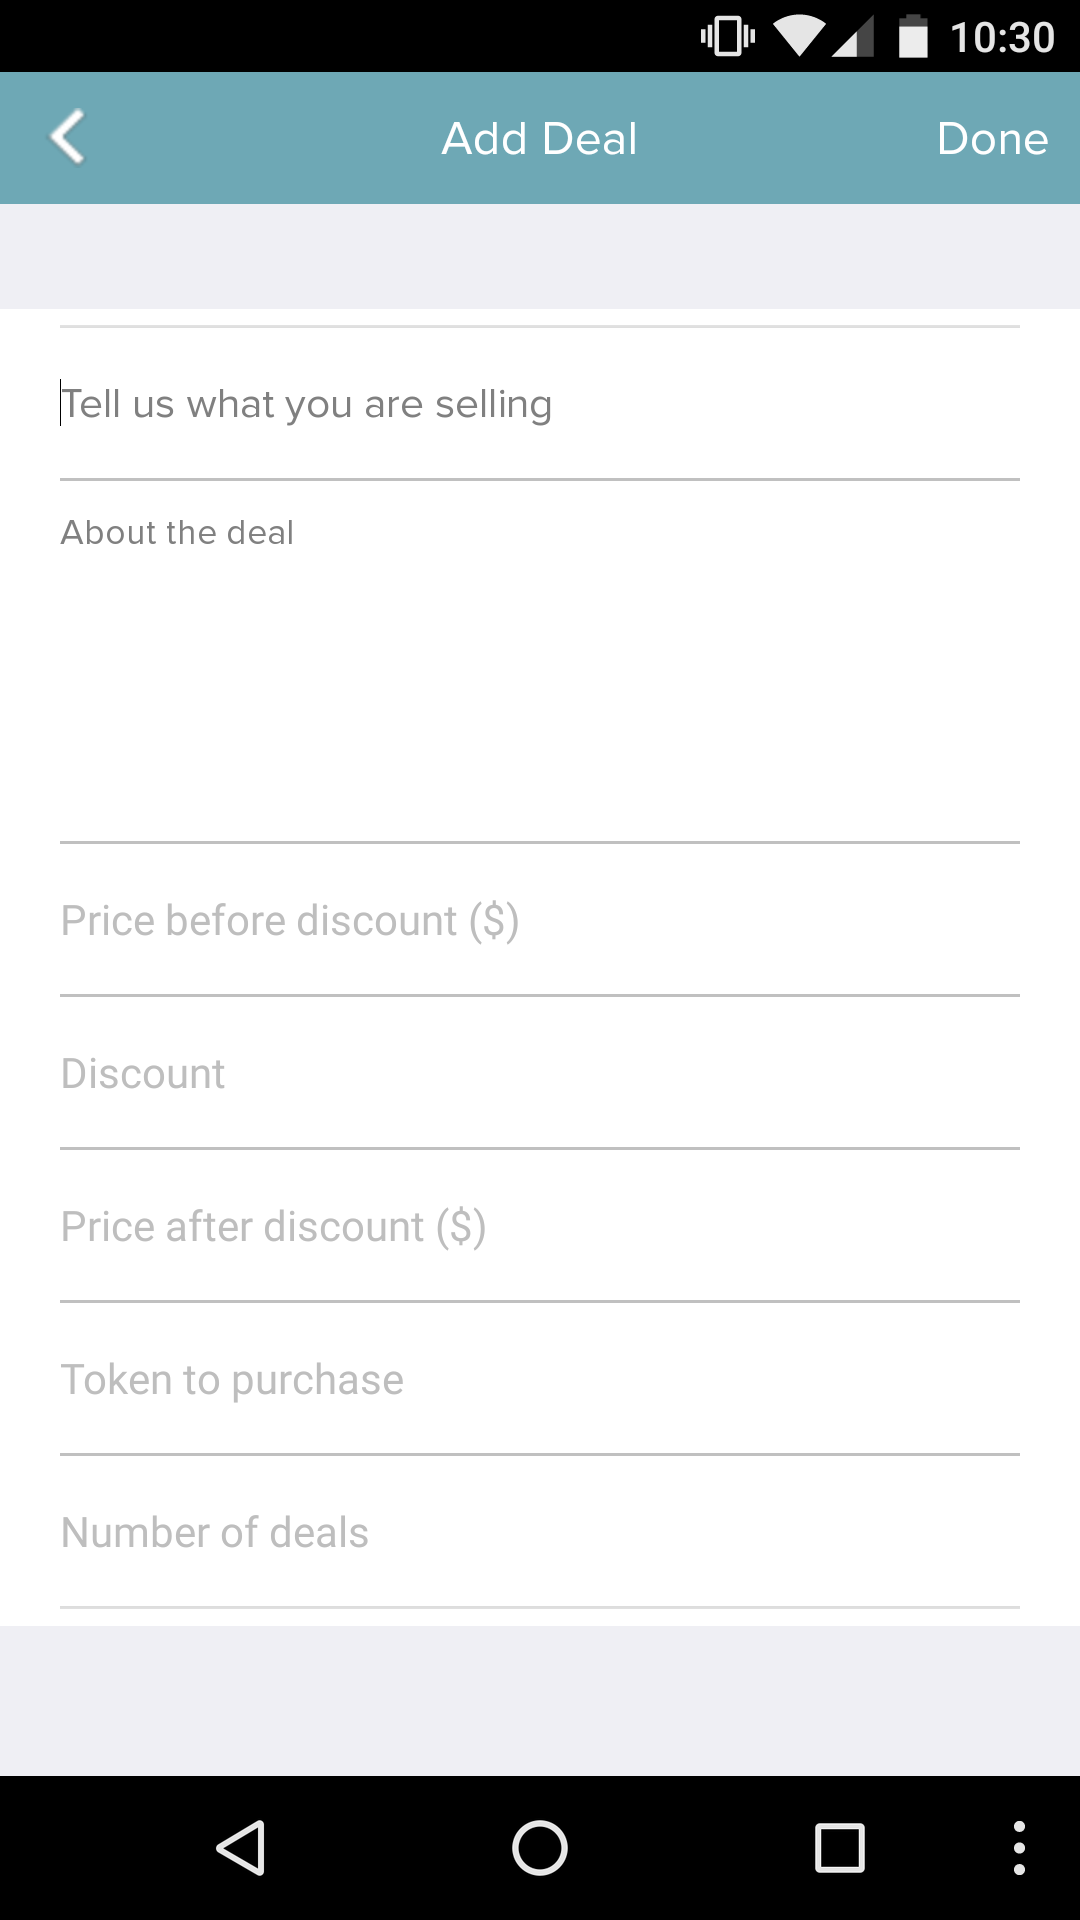 10:30
Add Deal
Done
Tell us what you are selling
About the deal
Price before discount ($)
Discount
Price after discount ($)
Token to purchase
Number of deals